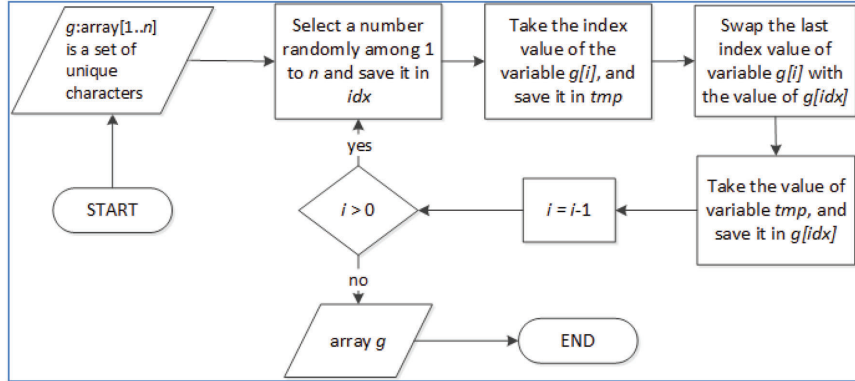 g:array[1..n]
is a set of
unique
characters
Select a number
randomly among 1
to n and save it in
idx
Take the index
value of the
variable g[i], and
save it in tmp
Swap the last
index value of
variable g[i] with
the value of g[idx]
Take the value of
variable tmp, and
save it in g[idx]
i = i-1
i > 0
yes
no
START
array g
END